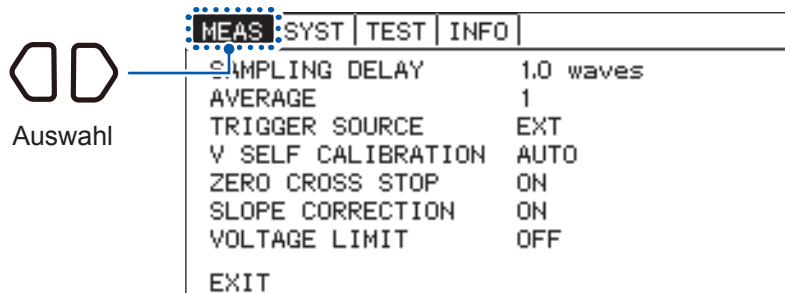 MEAS SYST TEST INFO
SAMPLING DELAY 1.0 waves
AVERAGE 1
TRIGGER SOURCE EXT
V SELF CALIBRATION AUTO
ZERO CROSS STOP ON
SLOPE CORRECTION ON
VOLTAGE LIMIT OFF
EXIT
Auswahl